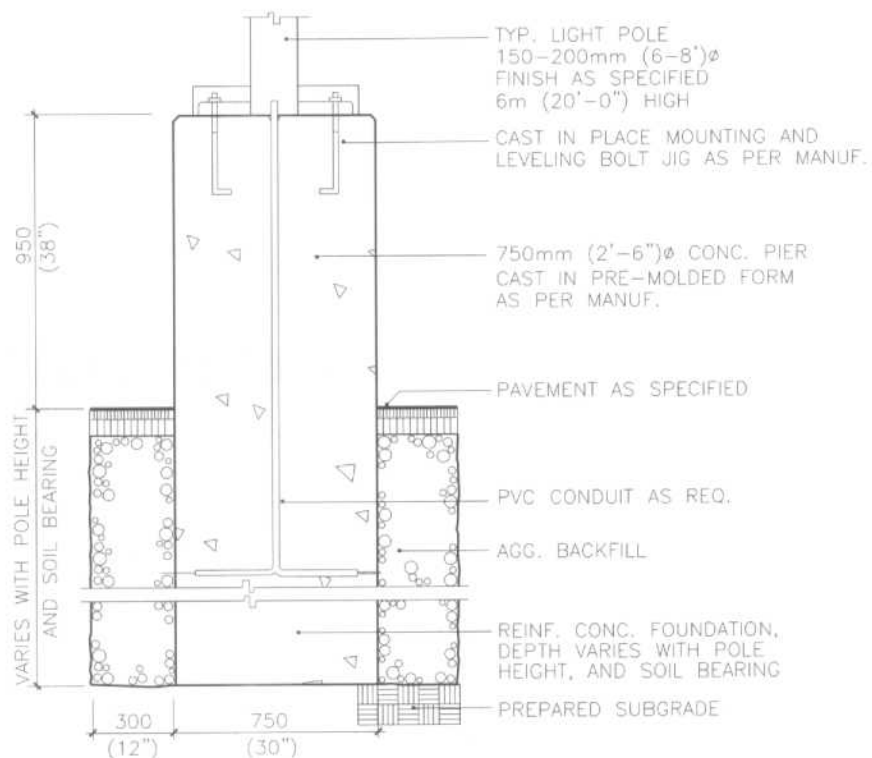 TYP. LIGHT POLE
150–200mm (6–8')ø
FINISH AS SPECIFIED
6m (20'-0") HIGH
CAST IN PLACE MOUNTING AND
LEVELING BOLT JIG AS PER MANUF.
950
(38")
750mm (2'-6")ø CONC. PIER
CAST IN PRE-MOLDED FORM
AS PER MANUF.
PAVEMENT AS SPECIFIED
VARIES WITH POLE HEIGHT
AND SOIL BEARING
PVC CONDUIT AS REQ.
AGG. BACKFILL
REINF. CONC. FOUNDATION,
DEPTH VARIES WITH POLE
HEIGHT, AND SOIL BEARING
PREPARED SUBGRADE
300
(12")
750
(30")